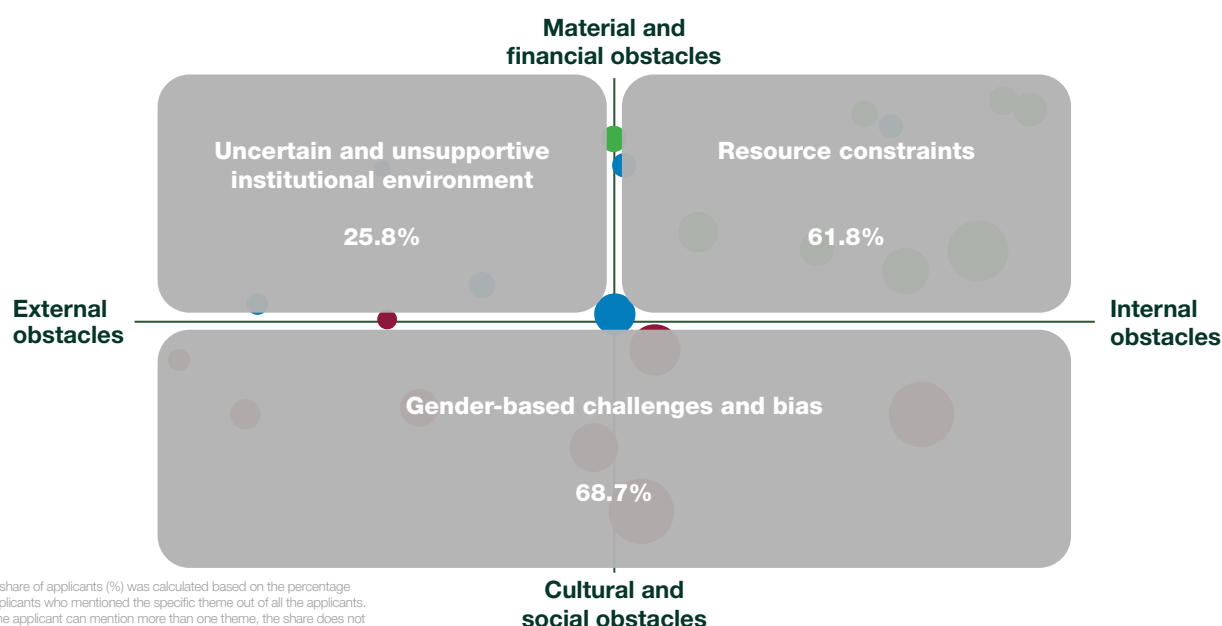 Material and
financial obstacles
Uncertain and unsupportive
institutional environment
25.8%
Resource constraints
61.8%
External
obstacles
Internal
obstacles
Gender-based challenges and bias
68.7%
Cultural and
social obstacles
share of applicants (%) was calculated based on the percentage
who mentioned the specific theme out of all the applicants.
applicant can mention more than one theme, the share does not